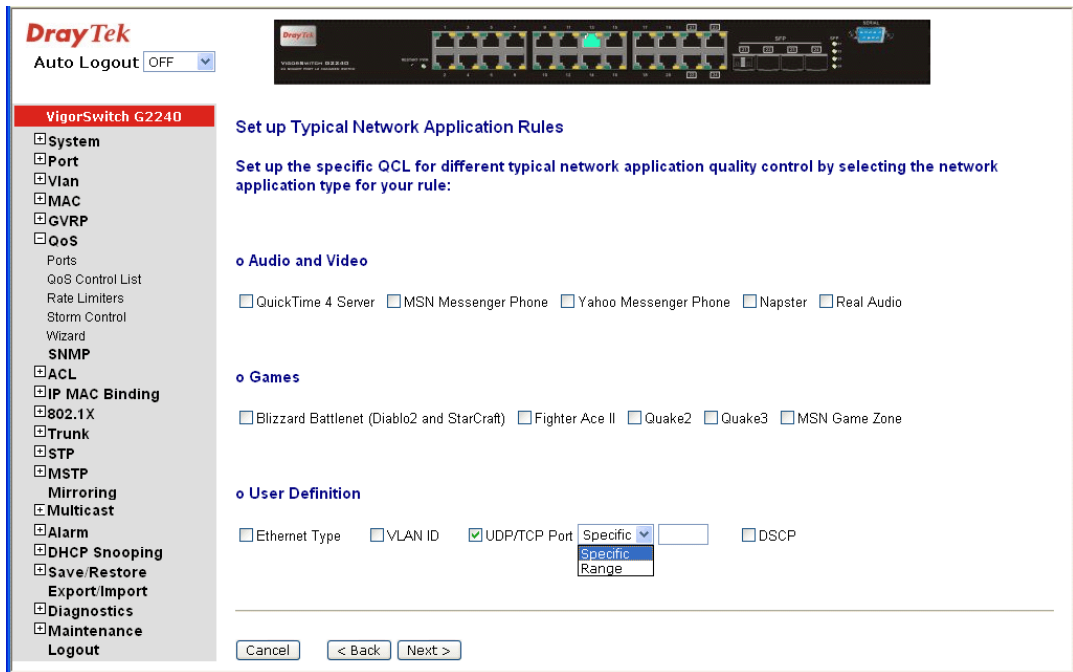 DrayTek
Auto Logout OFF
DrayTek
VIGORSWITCH G2240
SFP
SERIAL
VigorSwitch G2240
System
Port
Vlan
MAC
GVRP
QoS
Ports
QoS Control List
Rate Limiters
Storm Control
Wizard
SNMP
ACL
IP MAC Binding
802.1X
Trunk
STP
MSTP
Mirroring
Multicast
Alarm
DHCP Snooping
Save/Restore
Export/Import
Diagnostics
Maintenance
Logout
Set up Typical Network Application Rules
Set up the specific QCL for different typical network application quality control by selecting the network
application type for your rule:
o Audio and Video
QuickTime 4 Server MSN Messenger Phone Yahoo Messenger Phone Napster Real Audio
o Games
Blizzard Battlenet (Diablo2 and StarCraft) Fighter Ace II Quake2 Quake3 MSN Game Zone
o User Definition
Ethernet Type VLAN ID UDP/TCP Port Specific DSCP
Specific
Range
Cancel < Back Next >